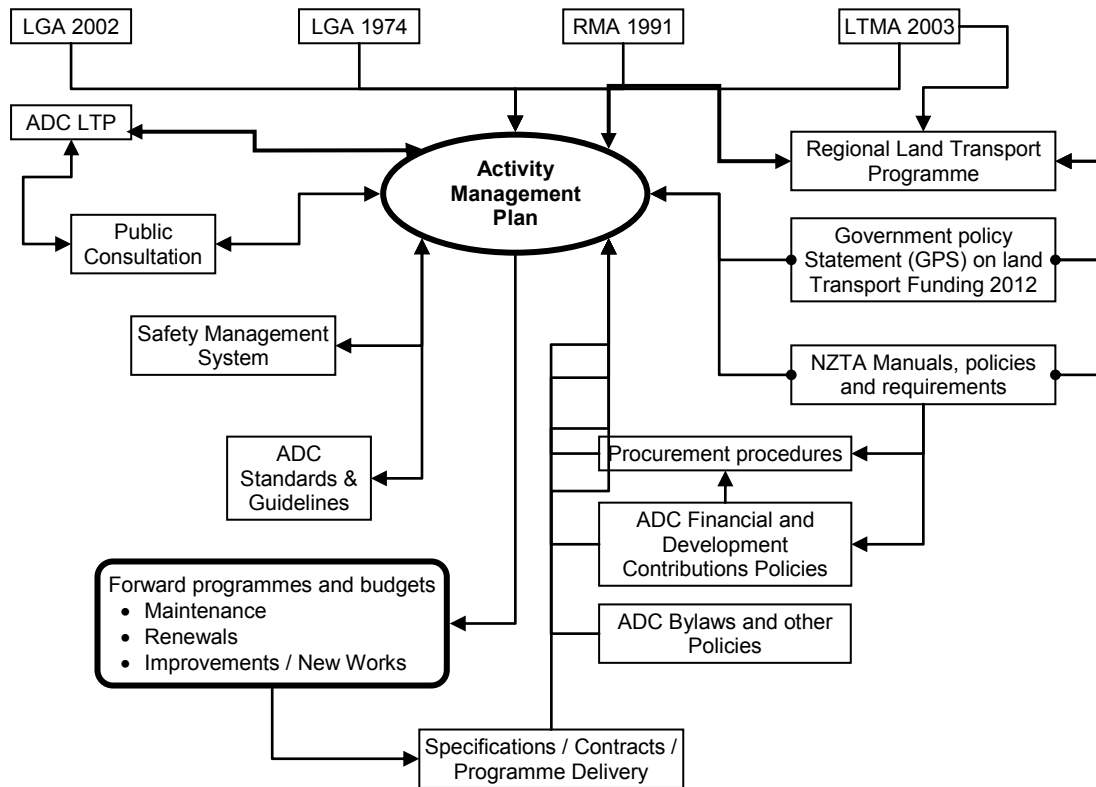 LGA 2002
LGA 1974
RMA 1991
LTMA 2003
ADC LTP
Activity
Management
Plan
Regional Land Transport
Programme
Public
Consultation
Government policy
Statement (GPS) on land
Transport Funding 2012
Safety Management
System
NZTA Manuals, policies
and requirements
ADC
Standards &
Guidelines
Procurement procedures
ADC Financial and
Development
Contributions Policies
Forward programmes and budgets
• Maintenance
• Renewals
• Improvements / New Works
ADC Bylaws and other
Policies
Specifications / Contracts /
Programme Delivery